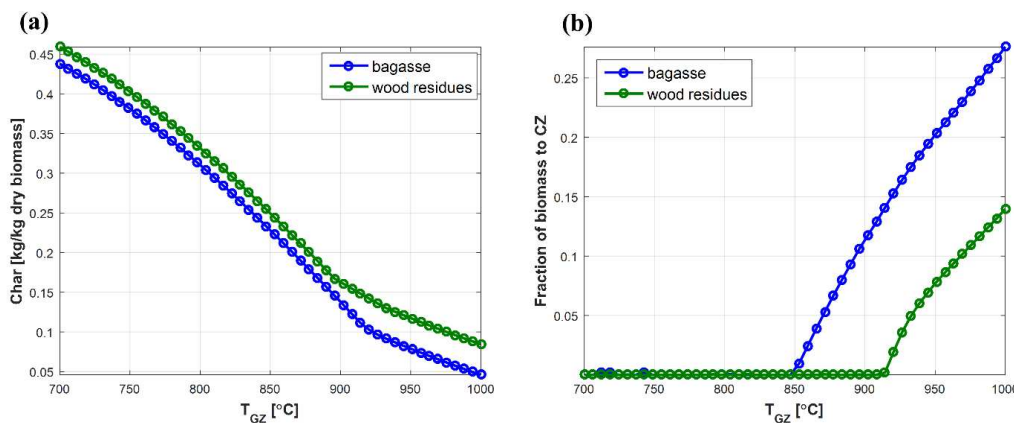 (a)
Char [kg/kg dry biomass]
0.45
0.4
0.35
0.3
0.25
0.2
0.15
0.1
0.05
bagasse
wood residues
700 750 800 850 900 950 1000
T_GZ [°C]
(b)
Fraction of biomass to CZ
0.25
0.2
0.15
0.1
0.05
0
bagasse
wood residues
700 750 800 850 900 950 1000
T_GZ [°C]